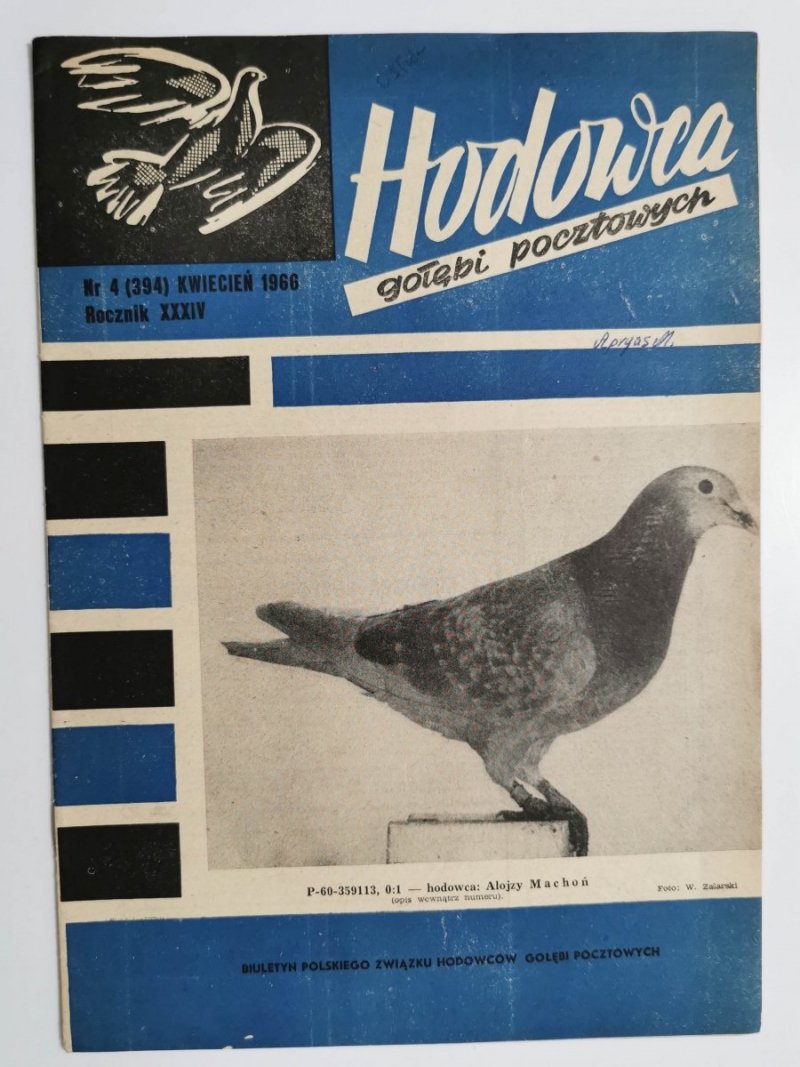 Hodowca
gołębi pocztowych
Nr 4 (394) KWIECIEŃ 1966
Rocznik XXXIV
P-60-359113, 0:1 — hodowca: Alojzy Machoń
(opis wewnątrz numeru).
Foto: W. Zalarski
BIULETYN POLSKIEGO ZWIĄZKU HODOWCÓW GOŁĘBI POCZTOWYCH